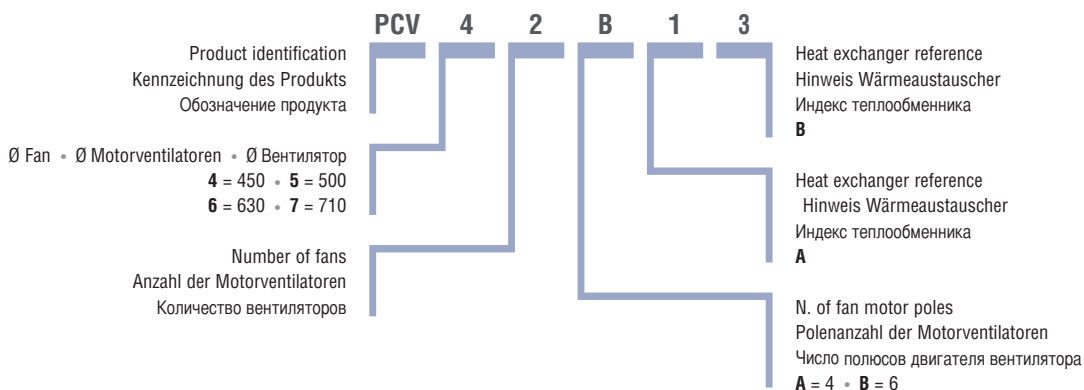 PCV 4 2 B 1 3
Product identification
Kennzeichnung des Produkts
Обозначение продукта
Ø Fan • Ø Motorventilatoren • Ø Вентилятор
4 = 450 • 5 = 500
6 = 630 • 7 = 710
Number of fans
Anzahl der Motorventilatoren
Количество вентиляторов
Heat exchanger reference
Hinweis Wärmeaustauscher
Индекс теплообменника
B
Heat exchanger reference
Hinweis Wärmeaustauscher
Индекс теплообменника
A
N. of fan motor poles
Polenanzahl der Motorventilatoren
Число полюсов двигателя вентилятора
A = 4 • B = 6